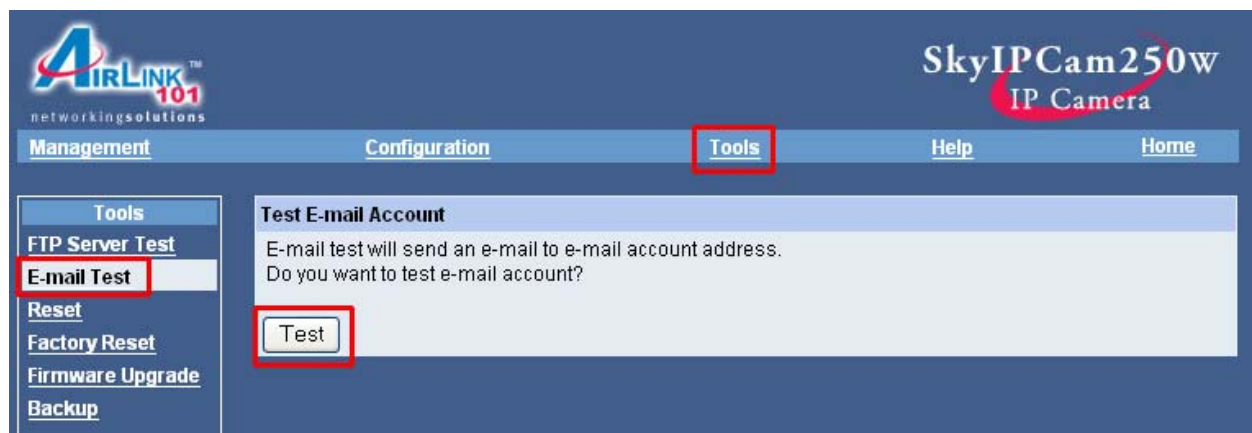 AIRLINK™
101
networkingsolutions
SkyIPCam250W
IP Camera
Management Configuration Tools Help Home
Tools
FTP Server Test
E-mail Test
Reset
Factory Reset
Firmware Upgrade
Backup
Test E-mail Account
E-mail test will send an e-mail to e-mail account address.
Do you want to test e-mail account?
Test